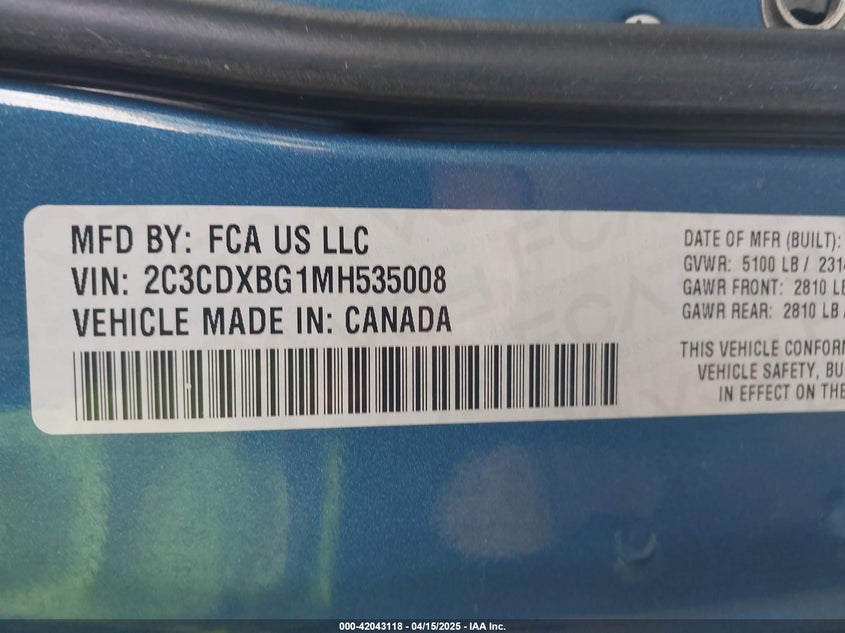 MFD BY: FCA US LLC
VIN: 2C3CDXBG1MH535008
VEHICLE MADE IN: CANADA
DATE OF MFR (BUILT):
GVWR: 5100 LB / 2314
GAWR FRONT: 2810 LB
GAWR REAR: 2810 LB /
THIS VEHICLE CONFORM
VEHICLE SAFETY, BU
IN EFFECT ON THE
000-42043118 - 04/15/2025 - IAA Inc.